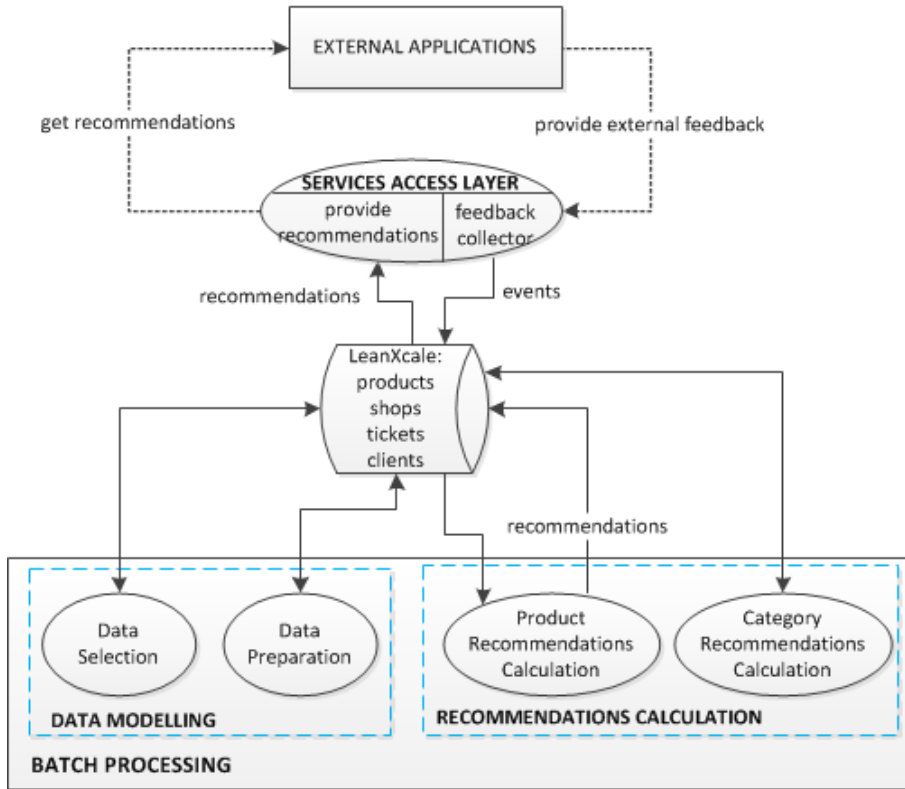 EXTERNAL APPLICATIONS
get recommendations
provide external feedback
SERVICES ACCESS LAYER
provide
recommendations
feedback
collector
recommendations
events
LeanXcale:
products
shops
tickets
clients
recommendations
Data
Selection
Data
Preparation
Product
Recommendations
Calculation
Category
Recommendations
Calculation
DATA MODELLING
RECOMMENDATIONS CALCULATION
BATCH PROCESSING